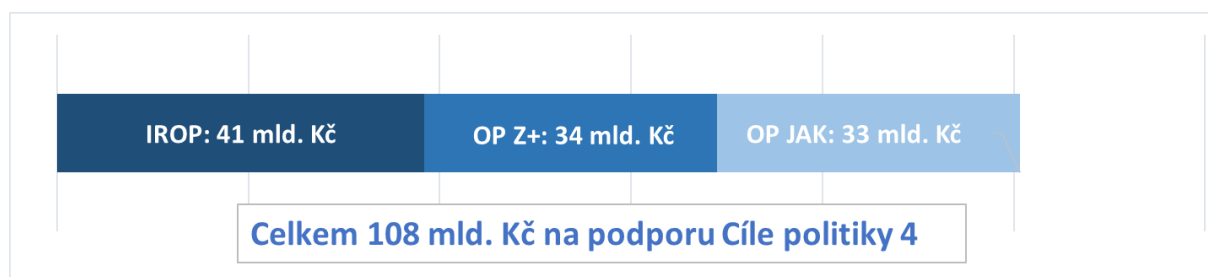 IROP: 41 mld. Kč
OP Z+: 34 mld. Kč
OP JAK: 33 mld. Kč
Celkem 108 mld. Kč na podporu Cíle politiky 4